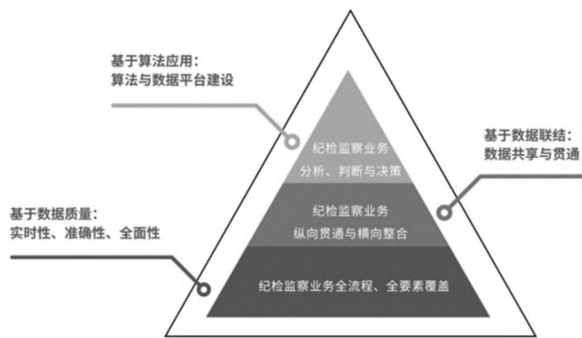 基于算法应用：
算法与数据平台建设
纪检监察业务
分析、判断与决策
基于数据联结：
数据共享与贯通
纪检监察业务
纵向贯通与横向整合
基于数据质量：
实时性、准确性、全面性
纪检监察业务全流程、全要素覆盖